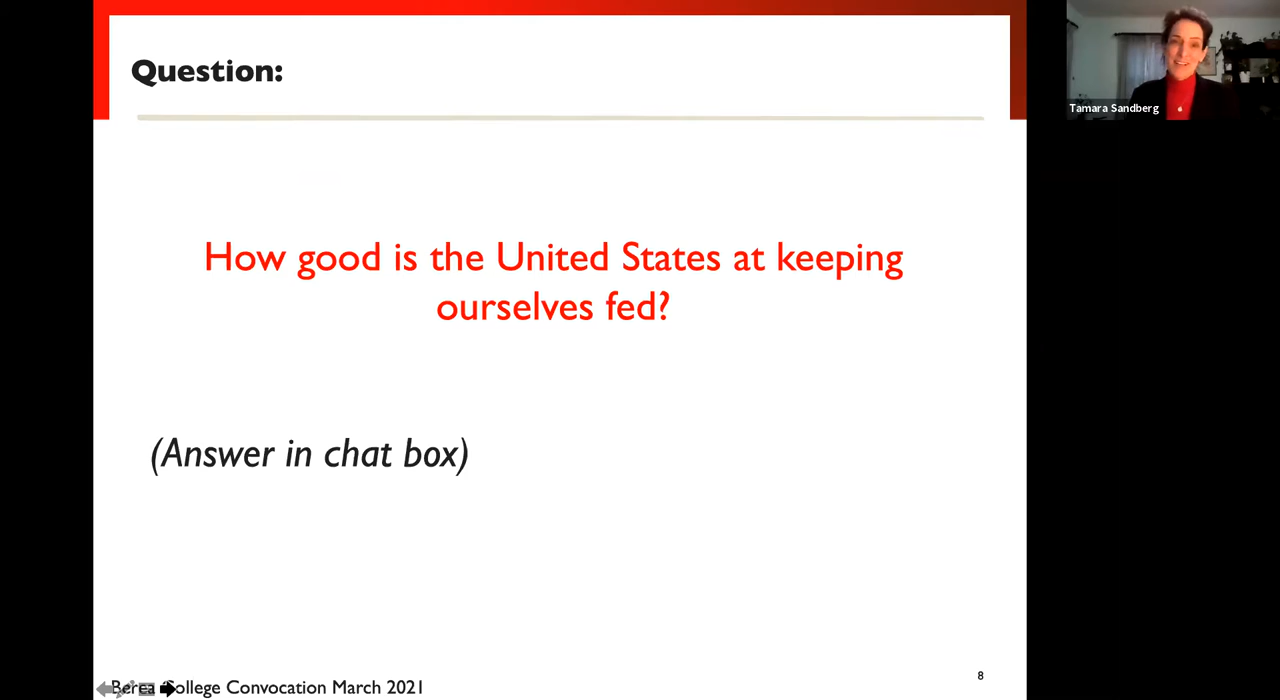 Question:
Tamara Sandberg
How good is the United States at keeping
ourselves fed?
(Answer in chat box)
8
Berea College Convocation March 2021